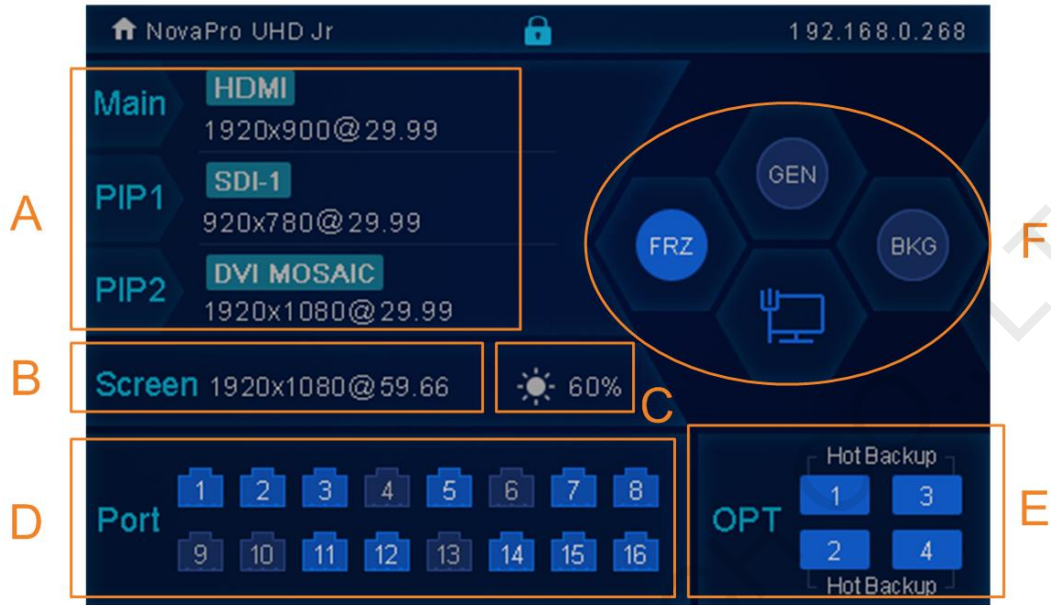 NovaPro UHD Jr 192.168.0.268
A
Main HDMI
1920x900@29.99
PIP1 SDI-1
920x780@29.99
PIP2 DVI MOSAIC
1920x1080@29.99
GEN
FRZ BKG
F
B
Screen 1920x1080@59.66 60%
C
D
Port
1 2 3 4 5 6 7 8
9 10 11 12 13 14 15 16
E
OPT
Hot Backup
1 3
2 4
Hot Backup